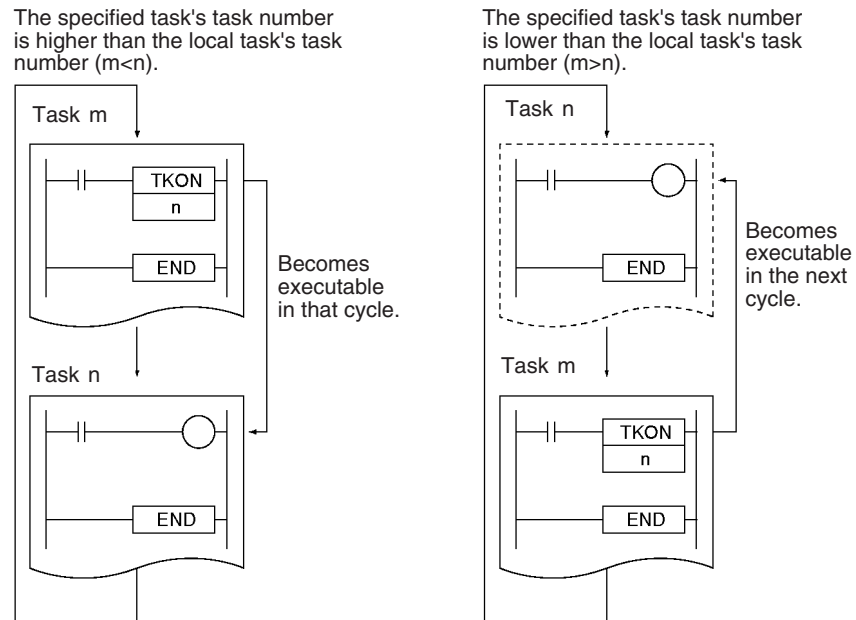 The specified task's task number
is higher than the local task's task
number (m<n).
Task m
TKON
n
END
Becomes
executable
in that cycle.
Task n
END
The specified task's task number
is lower than the local task's task
number (m>n).
Task n
END
Becomes
executable
in the next
cycle.
Task m
TKON
n
END